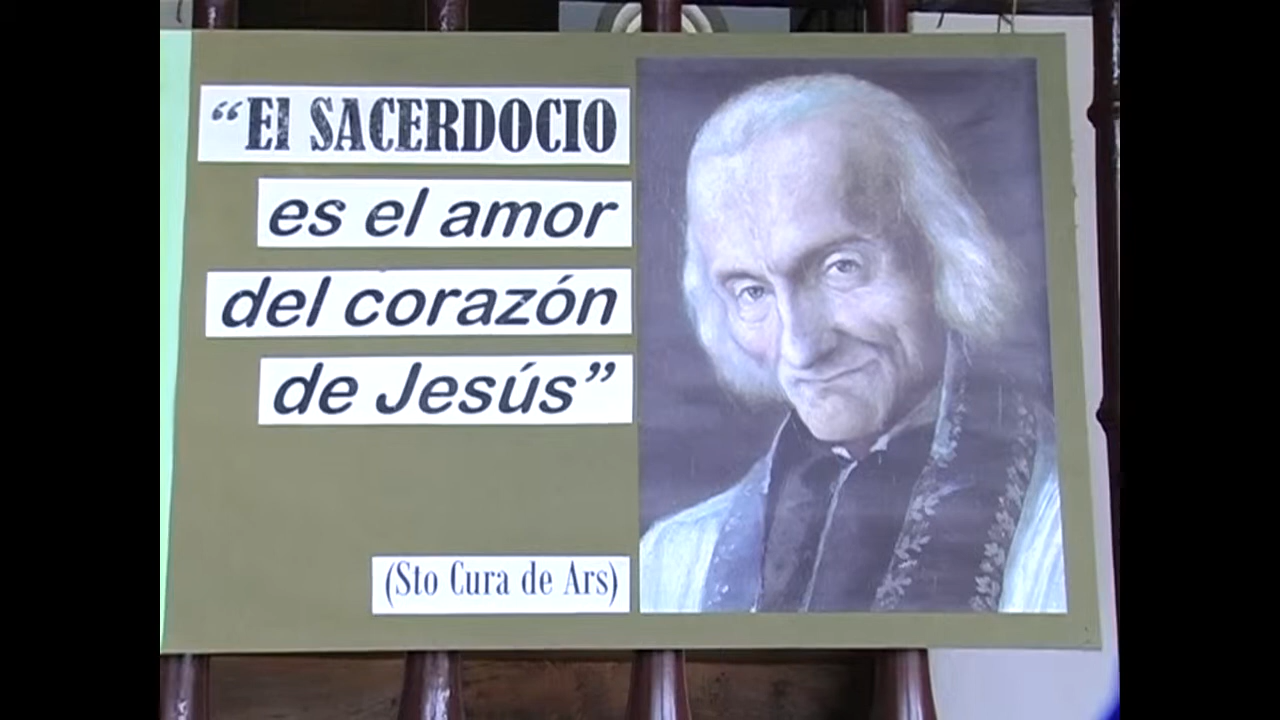 “El SACERDOCIO
es el amor
del corazón
de Jesús”
(Sto Cura de Ars)